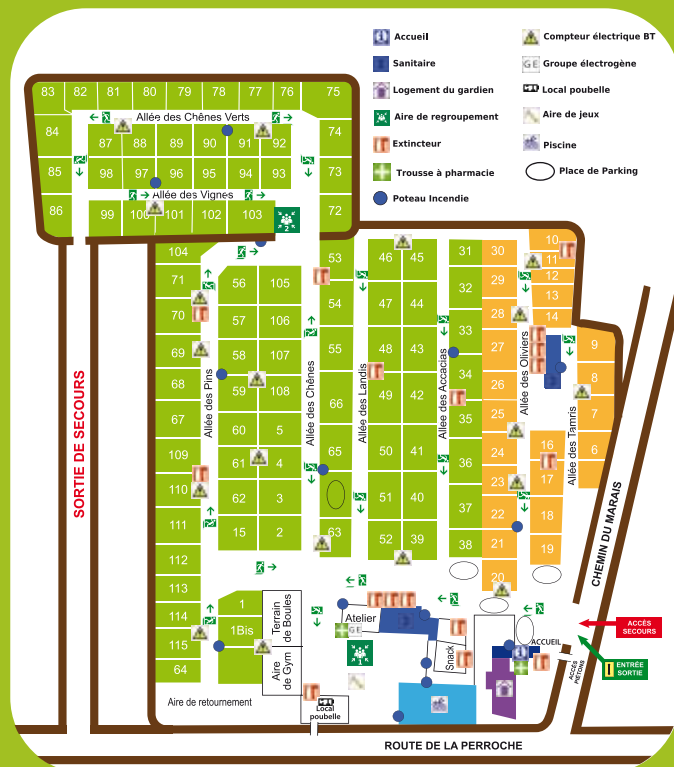 Accueil
Sanitaire
Logement du gardien
Aire de regroupement
Extincteur
Trousse à pharmacie
Poteau Incendie
Compteur électrique BT
GE Groupe électrogène
Local poubelle
Aire de jeux
Piscine
Place de Parking
83 82 81 80 79 78 77 76 75
Allée des Chênes Verts
84 87 88 89 90 91 92 74
85 98 97 96 95 94 93 73
Allée des Vignes
86 99 100 101 102 103 72
2
104 53 46 45 31 30 10
71 56 105 11
54 47 44 32 29 12
13
70 57 106 28 14
33
69 58 107 55 48 43 27 9
34
68 59 108 49 42 26 8
66
67 60 5 35 25 7
109 61 4 65 50 41 36 24 16 6
110 62 3 51 40 23 17
37 22 18
111 15 2 63 52 39 38 21 19
112
113 20
114 1
115 1Bis
64
Allée des Pins
Allée des Chênes
Allée des Landis
Allée des Accacias
Allée des Oliviers
Allée des Tamris
SORTIE DE SECOURS
CHEMIN DU MARAIS
Terrain
de Boules
Aire
de Gym
Atelier
GE
1
Snack
ACCUEIL
ACCÈS
PIÉTONS
ACCÈS
SECOURS
ENTRÉE
SORTIE
Aire de retournement
Local
poubelle
ROUTE DE LA PERROCHE